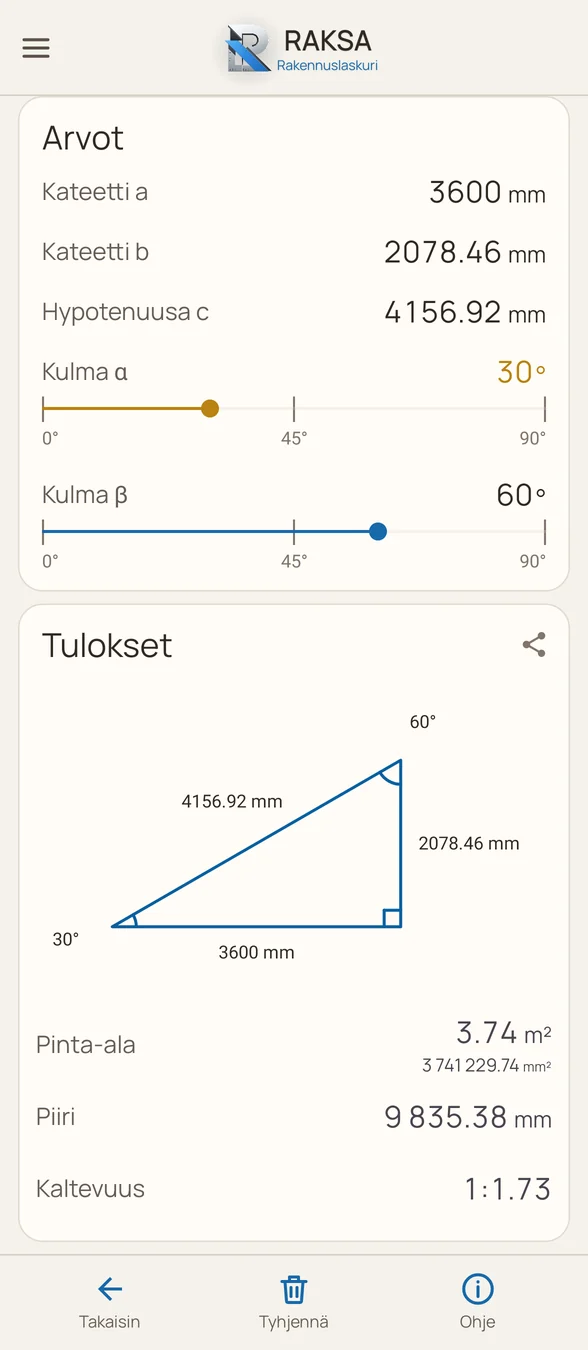 RAKSA
Rakennuslaskuri
Arvot
Kateetti a 3600 mm
Kateetti b 2078.46 mm
Hypotenuusa c 4156.92 mm
Kulma α 30°
0° 45° 90°
Kulma β 60°
0° 45° 90°
Tulokset
60°
4156.92 mm
2078.46 mm
30°
3600 mm
Pinta-ala 3.74 m²
3 741 229.74 mm²
Piiri 9 835.38 mm
Kaltevuus 1:1.73
Takaisin Tyhjennä Ohje